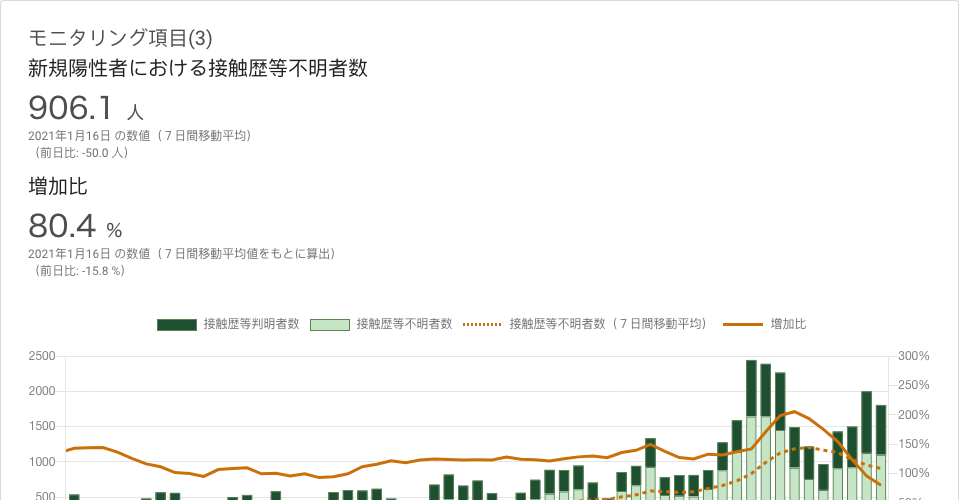 モニタリング項目(3)
新規陽性者における接触歴等不明者数
906.1 人
2021年1月16日 の数値（７日間移動平均）
（前日比: -50.0 人）
増加比
80.4 %
2021年1月16日 の数値（７日間移動平均値をもとに算出）
（前日比: -15.8 %）
接触歴等判明者数 接触歴等不明者数 接触歴等不明者数（７日間移動平均） 増加比
2500 300%
250%
2000
200%
1500
150%
1000
100%
500
50%